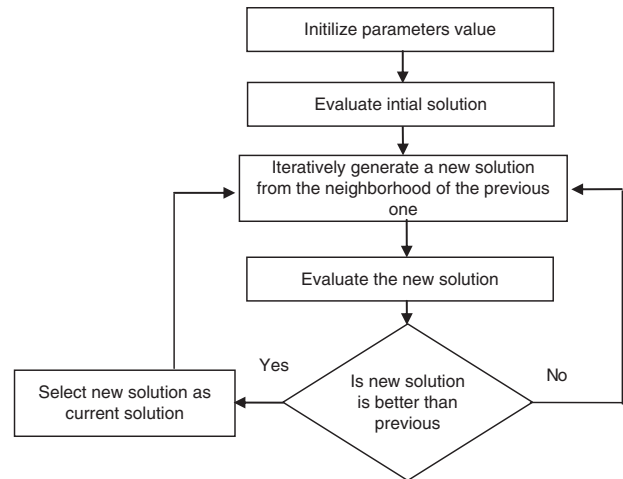 Initilize parameters value
Evaluate intial solution
Iteratively generate a new solution
from the neighborhood of the previous
one
Evaluate the new solution
Yes
Is new solution
is better than
previous
No
Select new solution as
current solution